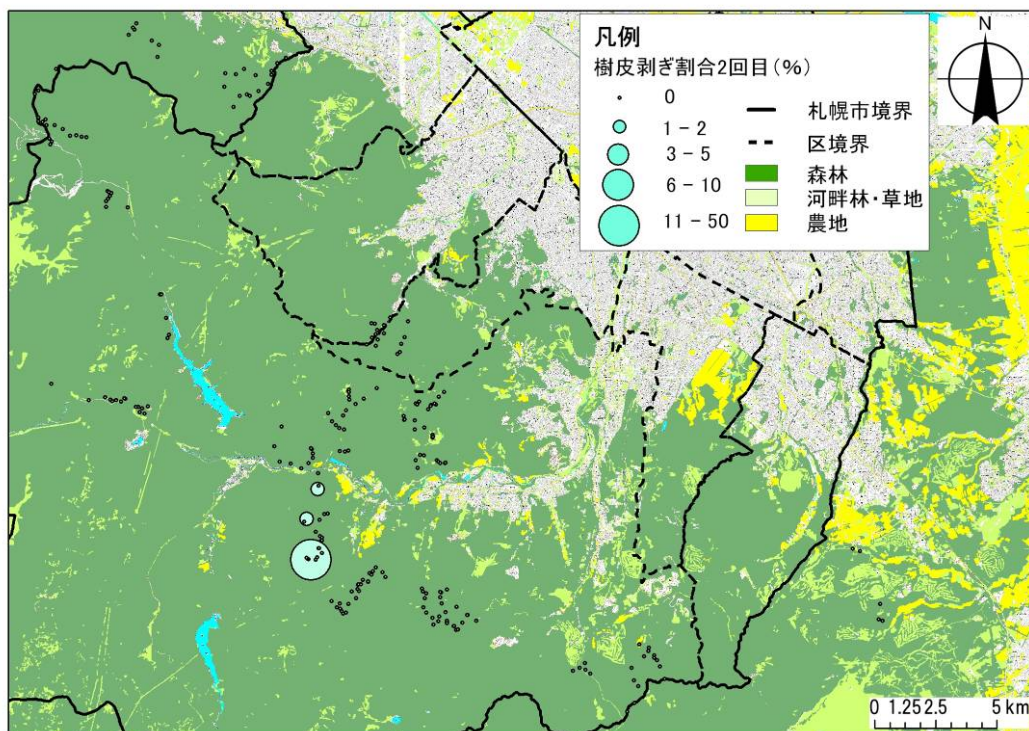 凡例
樹皮剥ぎ割合2回目(%)
0
1 - 2
3 - 5
6 - 10
11 - 50
札幌市境界
区境界
森林
河畔林・草地
農地
N
0 1.25 2.5 5 km